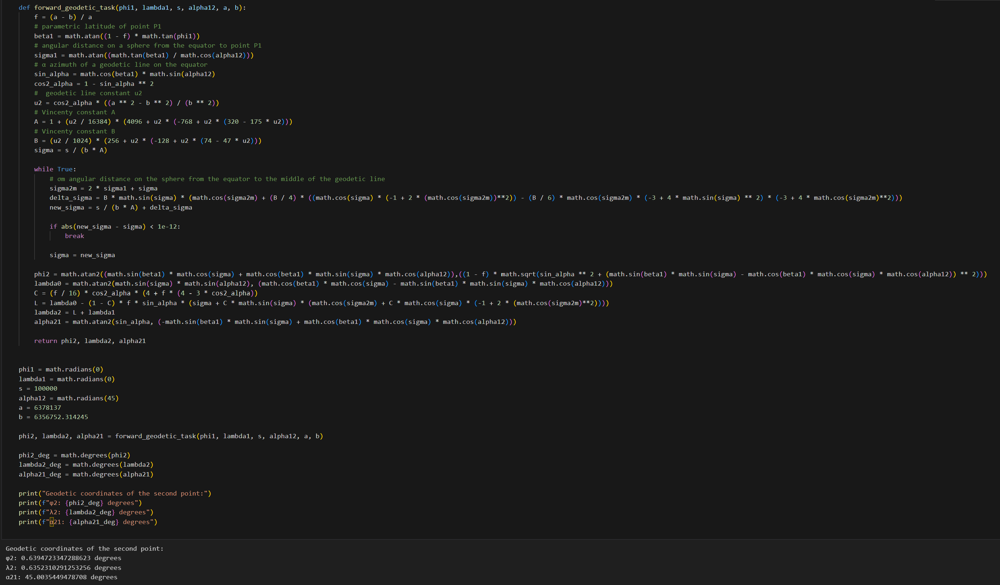 def forward_geodetic_task(phi1, lambda1, s, alpha12, a, b):
    f = (a - b) / a
    # parametric latitude of point P1
    beta1 = math.atan((1 - f) * math.tan(phi1))
    # angular distance on a sphere from the equator to point P1
    sigma1 = math.atan((math.tan(beta1) / math.cos(alpha12)))
    # α azimuth of a geodetic line on the equator
    sin_alpha = math.cos(beta1) * math.sin(alpha12)
    cos2_alpha = 1 - sin_alpha ** 2
    #  geodetic line constant u2
    u2 = cos2_alpha * ((a ** 2 - b ** 2) / (b ** 2))
    # Vincenty constant A
    A = 1 + (u2 / 16384) * (4096 + u2 * (-768 + u2 * (320 - 175 * u2)))
    # Vincenty constant B
    B = (u2 / 1024) * (256 + u2 * (-128 + u2 * (74 - 47 * u2)))
    sigma = s / (b * A)

    while True:
        # σm angular distance on the sphere from the equator to the middle of the geodetic line
        sigma2m = 2 * sigma1 + sigma
        delta_sigma = B * math.sin(sigma) * (math.cos(sigma2m) + (B / 4) * ((math.cos(sigma) * (-1 + 2 * (math.cos(sigma2m))**2)) - (B / 6) * math.cos(sigma2m) * (-3 + 4 * math.sin(sigma) ** 2) * (-3 + 4 * math.cos(sigma2m)**2)))
        new_sigma = s / (b * A) + delta_sigma

        if abs(new_sigma - sigma) < 1e-12:
            break

        sigma = new_sigma

    phi2 = math.atan2((math.sin(beta1) * math.cos(sigma) + math.cos(beta1) * math.sin(sigma) * math.cos(alpha12)),((1 - f) * math.sqrt(sin_alpha ** 2 + (math.sin(beta1) * math.sin(sigma) - math.cos(beta1) * math.cos(sigma) * math.cos(alpha12)) ** 2)))
    lambda0 = math.atan2(math.sin(sigma) * math.sin(alpha12), (math.cos(beta1) * math.cos(sigma) - math.sin(beta1) * math.sin(sigma) * math.cos(alpha12)))
    C = (f / 16) * cos2_alpha * (4 + f * (4 - 3 * cos2_alpha))
    L = lambda0 - (1 - C) * f * sin_alpha * (sigma + C * math.sin(sigma) * (math.cos(sigma2m) + C * math.cos(sigma) * (-1 + 2 * (math.cos(sigma2m)**2))))
    lambda2 = L + lambda1
    alpha21 = math.atan2(sin_alpha, (-math.sin(beta1) * math.sin(sigma) + math.cos(beta1) * math.cos(sigma) * math.cos(alpha12)))

    return phi2, lambda2, alpha21

phi1 = math.radians(0)
lambda1 = math.radians(0)
s = 100000
alpha12 = math.radians(45)
a = 6378137
b = 6356752.314245

phi2, lambda2, alpha21 = forward_geodetic_task(phi1, lambda1, s, alpha12, a, b)

phi2_deg = math.degrees(phi2)
lambda2_deg = math.degrees(lambda2)
alpha21_deg = math.degrees(alpha21)

print("Geodetic coordinates of the second point:")
print(f"φ2: {phi2_deg} degrees")
print(f"λ2: {lambda2_deg} degrees")
print(f"α21: {alpha21_deg} degrees")

Geodetic coordinates of the second point:
φ2: 0.6394723347288623 degrees
λ2: 0.6352310291253256 degrees
α21: 45.0035449478708 degrees